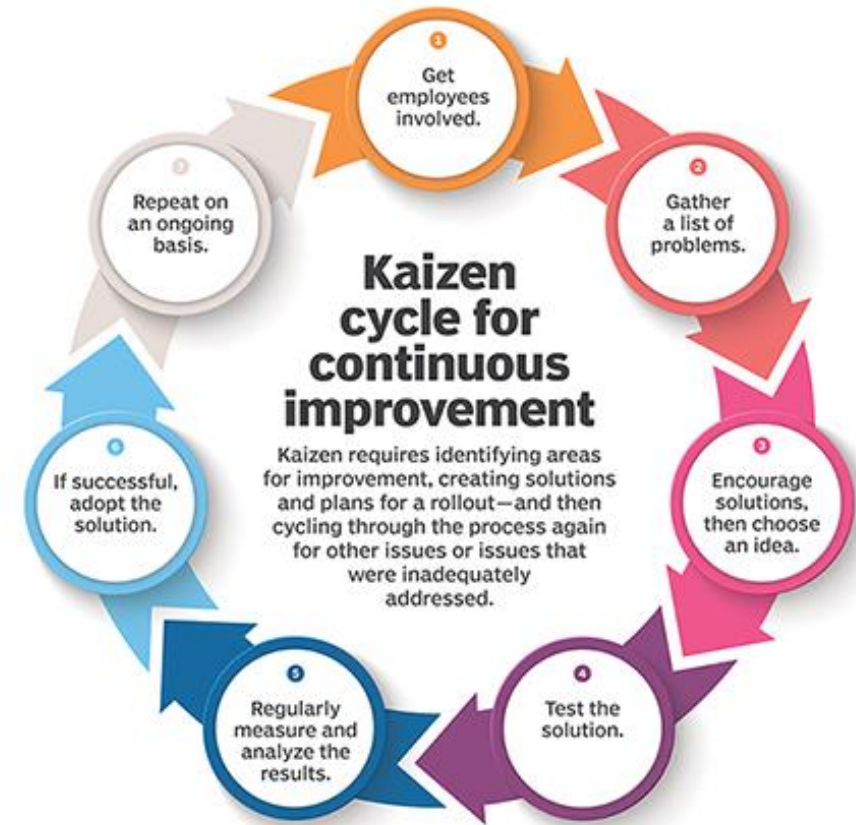 Kaizen
cycle for
continuous
improvement
Kaizen requires identifying areas
for improvement, creating solutions
and plans for a rollout—and then
cycling through the process again
for other issues or issues that
were inadequately
addressed.
1
Get
employees
involved.
2
Gather
a list of
problems.
3
Encourage
solutions,
then choose
an idea.
4
Test the
solution.
5
Regularly
measure and
analyze the
results.
6
If successful,
adopt the
solution.
7
Repeat on
an ongoing
basis.